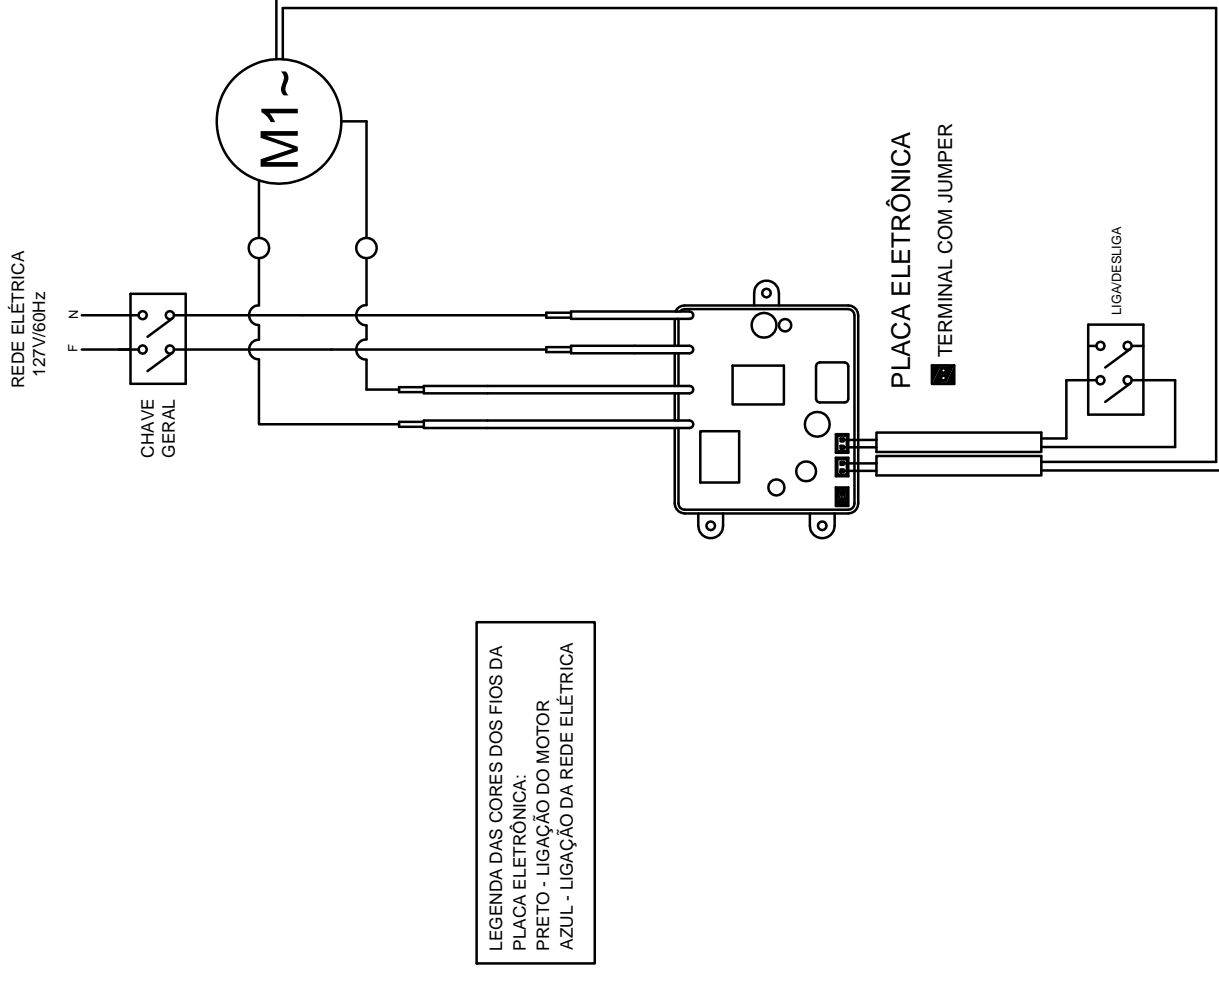 REDE ELÉTRICA
127V/60Hz
N
F
CHAVE
GERAL
M1~
PLACA ELETRÔNICA
TERMINAL COM JUMPER
LIGA/DESLIGA
LEGENDA DAS CORES DOS FIOS DA
PLACA ELETRÔNICA:
PRETO - LIGAÇÃO DO MOTOR
AZUL - LIGAÇÃO DA REDE ELÉTRICA